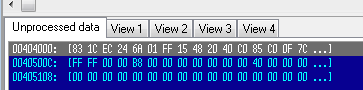 Unprocessed data View 1 View 2 View 3 View 4
00404000: [83 1C EC 24 6A 01 FF 15 48 20 40 C0 85 C0 0F 7C ...]
0040500C: [FF FF 00 00 B8 00 00 00 00 00 00 00 40 00 00 00 ...]
00405108: [00 00 00 00 00 00 00 00 00 00 00 00 00 00 00 00 ...]